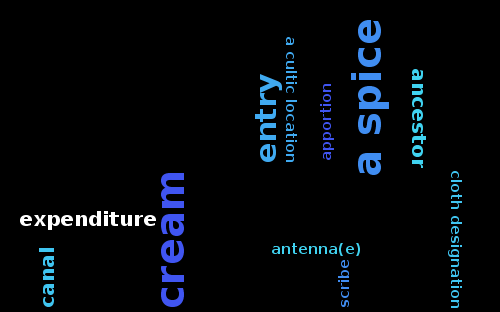 a spice
a cultic location
ancestor
entry
apportion
cream
cloth designation
expenditure
antenna(e)
canal
scribe